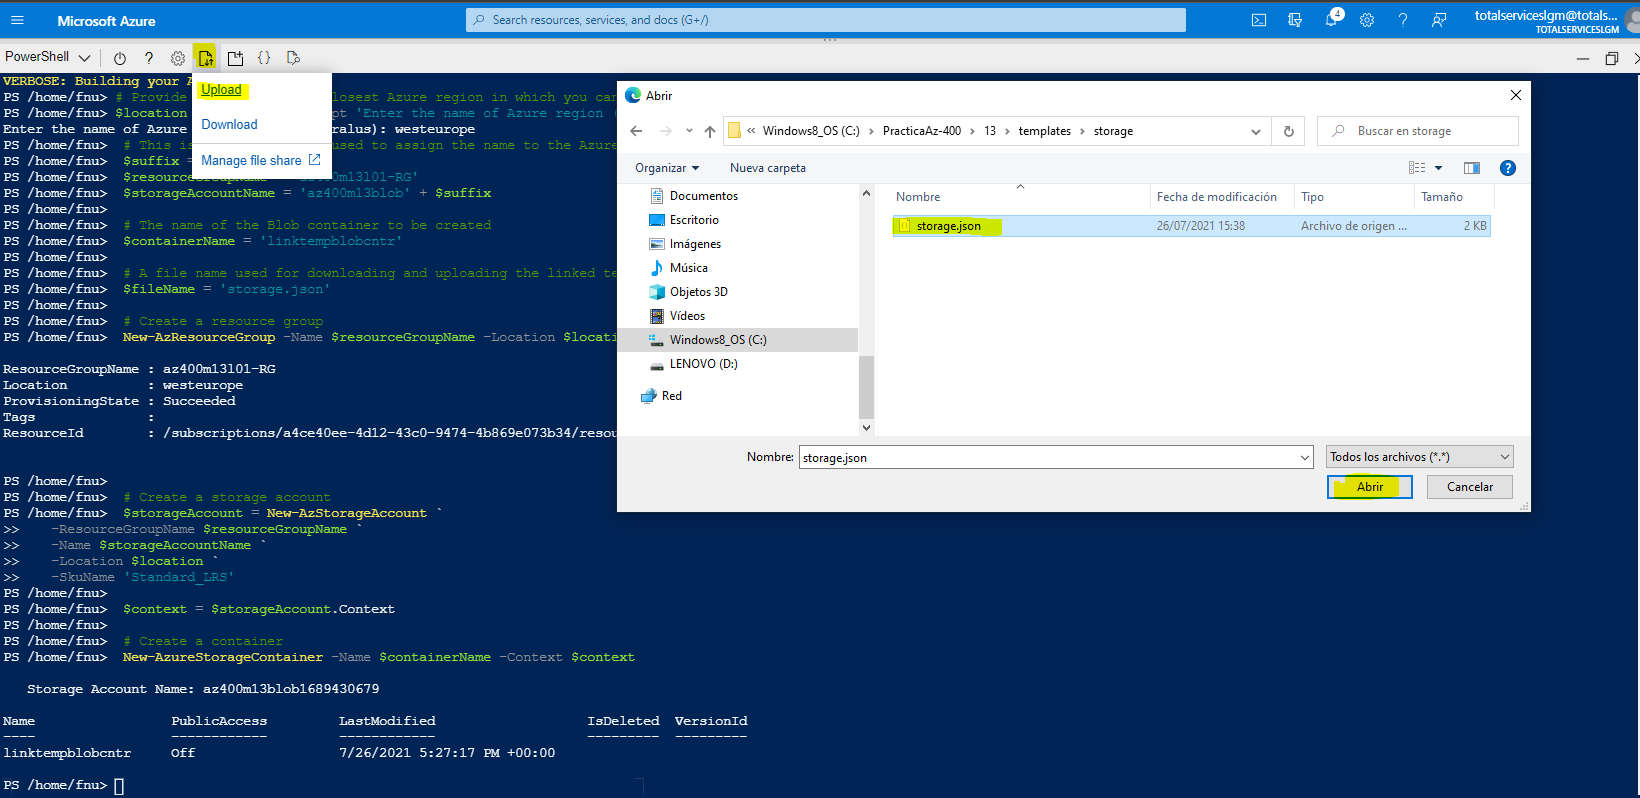 Microsoft Azure
Search resources, services, and docs (G+/)
4
totalserviceslgm@totals...
TOTALSERVICESLGM
PowerShell
Upload
Download
Manage file share
VERBOSE: Building your A
PS /home/fnu> # Provide losest Azure region in which you can
PS /home/fnu> $location pt 'Enter the name of Azure region (
Enter the name of Azure ralus): westeurope
PS /home/fnu> # This is used to assign the name to the Azure
PS /home/fnu> $suffix =
PS /home/fnu> $resourceGroupName az400m13l01-RG'
PS /home/fnu> $storageAccountName = 'az400m13blob' + $suffix
PS /home/fnu>
PS /home/fnu> # The name of the Blob container to be created
PS /home/fnu> $containerName = 'linktempblobcntr'
PS /home/fnu>
PS /home/fnu> # A file name used for downloading and uploading the linked te
PS /home/fnu> $fileName = 'storage.json'
PS /home/fnu>
PS /home/fnu> # Create a resource group
PS /home/fnu> New-AzResourceGroup -Name $resourceGroupName -Location $locati
ResourceGroupName : az400m13l01-RG
Location : westeurope
ProvisioningState : Succeeded
Tags :
ResourceId : /subscriptions/a4ce40ee-4d12-43c0-9474-4b869e073b34/resou
PS /home/fnu>
PS /home/fnu> # Create a storage account
PS /home/fnu> $storageAccount = New-AzStorageAccount `
>> -ResourceGroupName $resourceGroupName `
>> -Name $storageAccountName `
>> -Location $location `
>> -SkuName 'Standard_LRS'
PS /home/fnu>
PS /home/fnu> $context = $storageAccount.Context
PS /home/fnu>
PS /home/fnu> # Create a container
PS /home/fnu> New-AzureStorageContainer -Name $containerName -Context $context
Storage Account Name: az400m13blob1689430679
Name PublicAccess LastModified IsDeleted VersionId
---- ------------ ------------ --------- ---------
linktempblobcntr Off 7/26/2021 5:27:17 PM +00:00
PS /home/fnu>
Abrir
« Windows8_OS (C:) > PracticaAz-400 > 13 > templates > storage
Buscar en storage
Organizar
Nueva carpeta
Documentos
Escritorio
Imágenes
Música
Objetos 3D
Vídeos
Windows8_OS (C:)
LENOVO (D:)
Red
Nombre Fecha de modificación Tipo Tamaño
storage.json 26/07/2021 15:38 Archivo de origen ... 2 KB
Nombre: storage.json
Todos los archivos (*.*)
Abrir
Cancelar